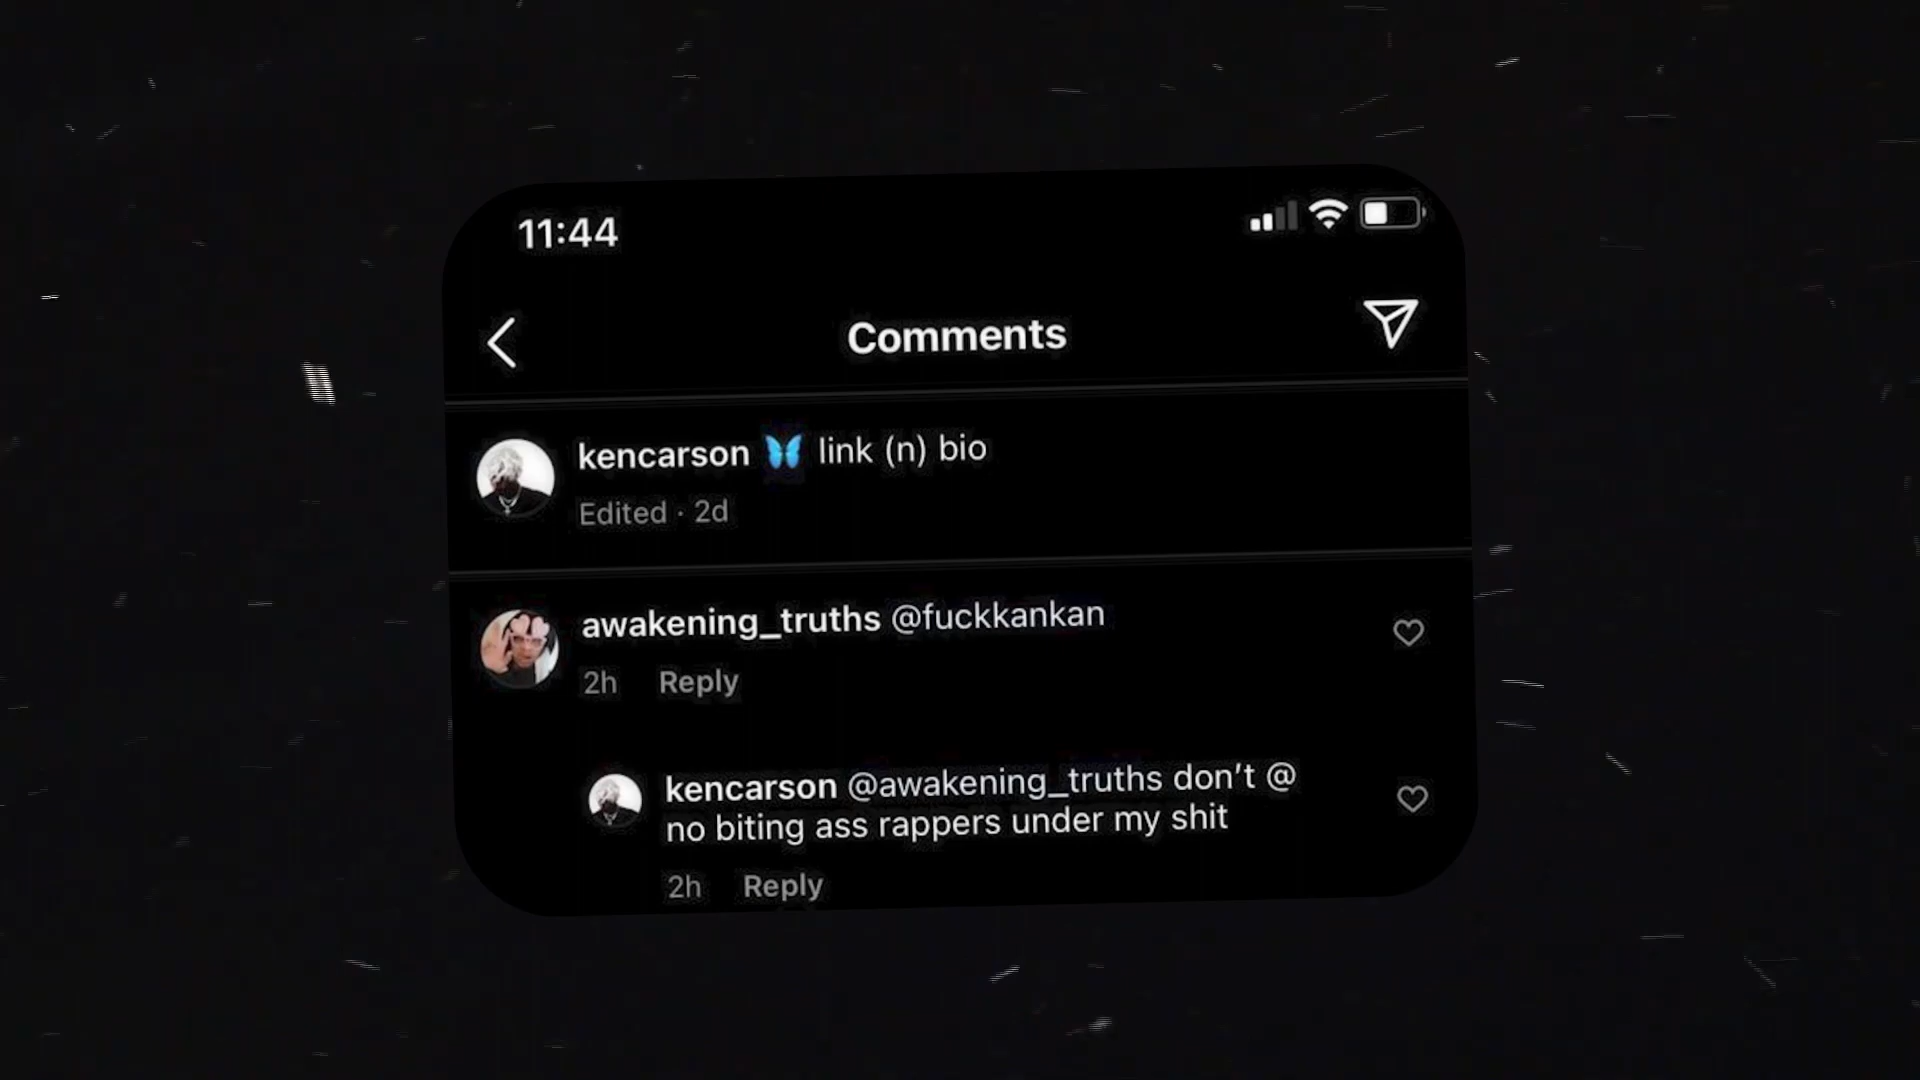 11:44
Comments
kencarson 🦋 link (n) bio
Edited · 2d
awakening_truths @fuckkankan
2h Reply
kencarson @awakening_truths don’t @
no biting ass rappers under my shit
2h Reply